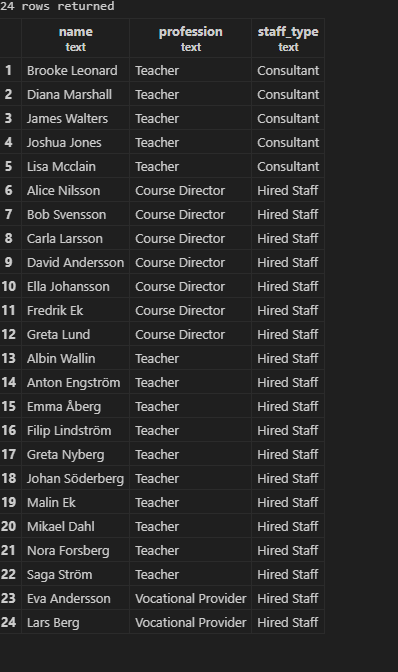 24 rows returned
name profession staff_type
text text text
1 Brooke Leonard Teacher Consultant
2 Diana Marshall Teacher Consultant
3 James Walters Teacher Consultant
4 Joshua Jones Teacher Consultant
5 Lisa Mcclain Teacher Consultant
6 Alice Nilsson Course Director Hired Staff
7 Bob Svensson Course Director Hired Staff
8 Carla Larsson Course Director Hired Staff
9 David Andersson Course Director Hired Staff
10 Ella Johansson Course Director Hired Staff
11 Fredrik Ek Course Director Hired Staff
12 Greta Lund Course Director Hired Staff
13 Albin Wallin Teacher Hired Staff
14 Anton Engström Teacher Hired Staff
15 Emma Åberg Teacher Hired Staff
16 Filip Lindström Teacher Hired Staff
17 Greta Nyberg Teacher Hired Staff
18 Johan Söderberg Teacher Hired Staff
19 Malin Ek Teacher Hired Staff
20 Mikael Dahl Teacher Hired Staff
21 Nora Forsberg Teacher Hired Staff
22 Saga Ström Teacher Hired Staff
23 Eva Andersson Vocational Provider Hired Staff
24 Lars Berg Vocational Provider Hired Staff